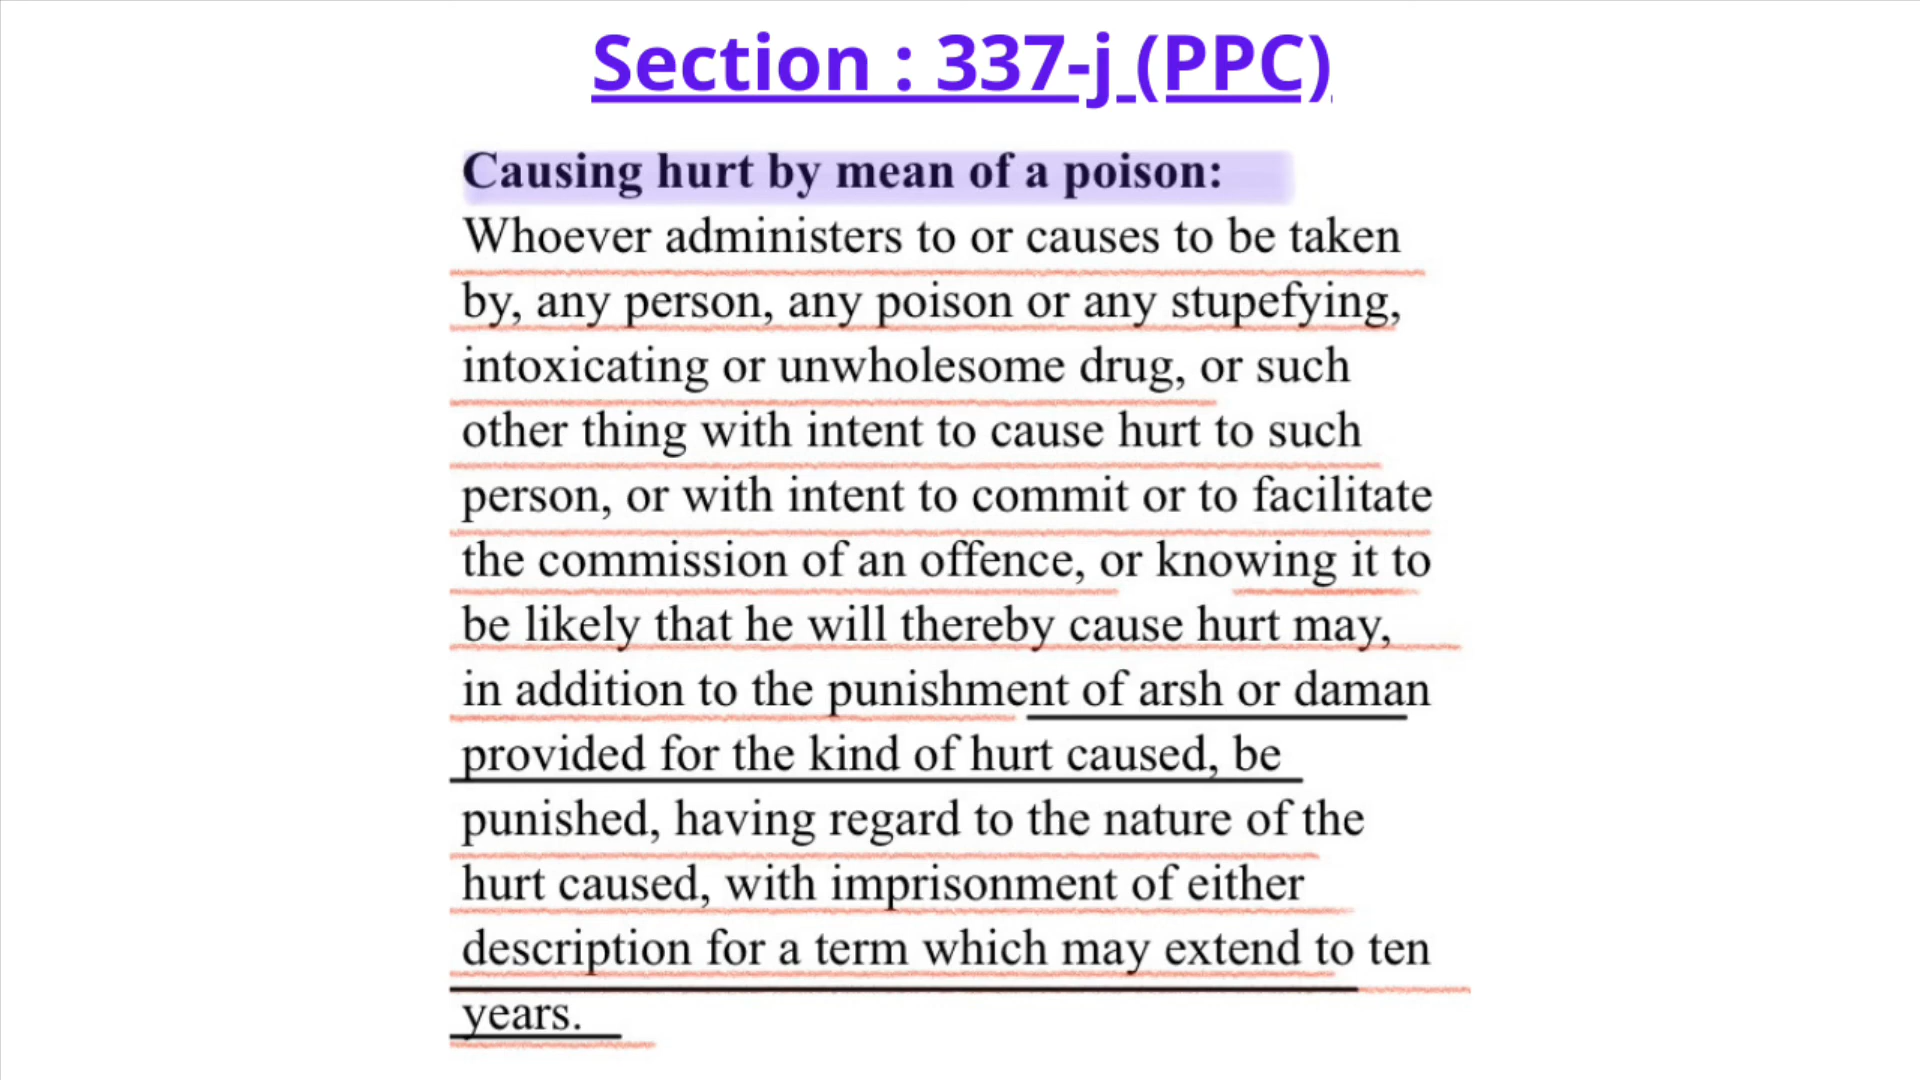 Section : 337-j (PPC)
Causing hurt by mean of a poison:
Whoever administers to or causes to be taken
by, any person, any poison or any stupefying,
intoxicating or unwholesome drug, or such
other thing with intent to cause hurt to such
person, or with intent to commit or to facilitate
the commission of an offence, or knowing it to
be likely that he will thereby cause hurt may,
in addition to the punishment of arsh or daman
provided for the kind of hurt caused, be
punished, having regard to the nature of the
hurt caused, with imprisonment of either
description for a term which may extend to ten
years.